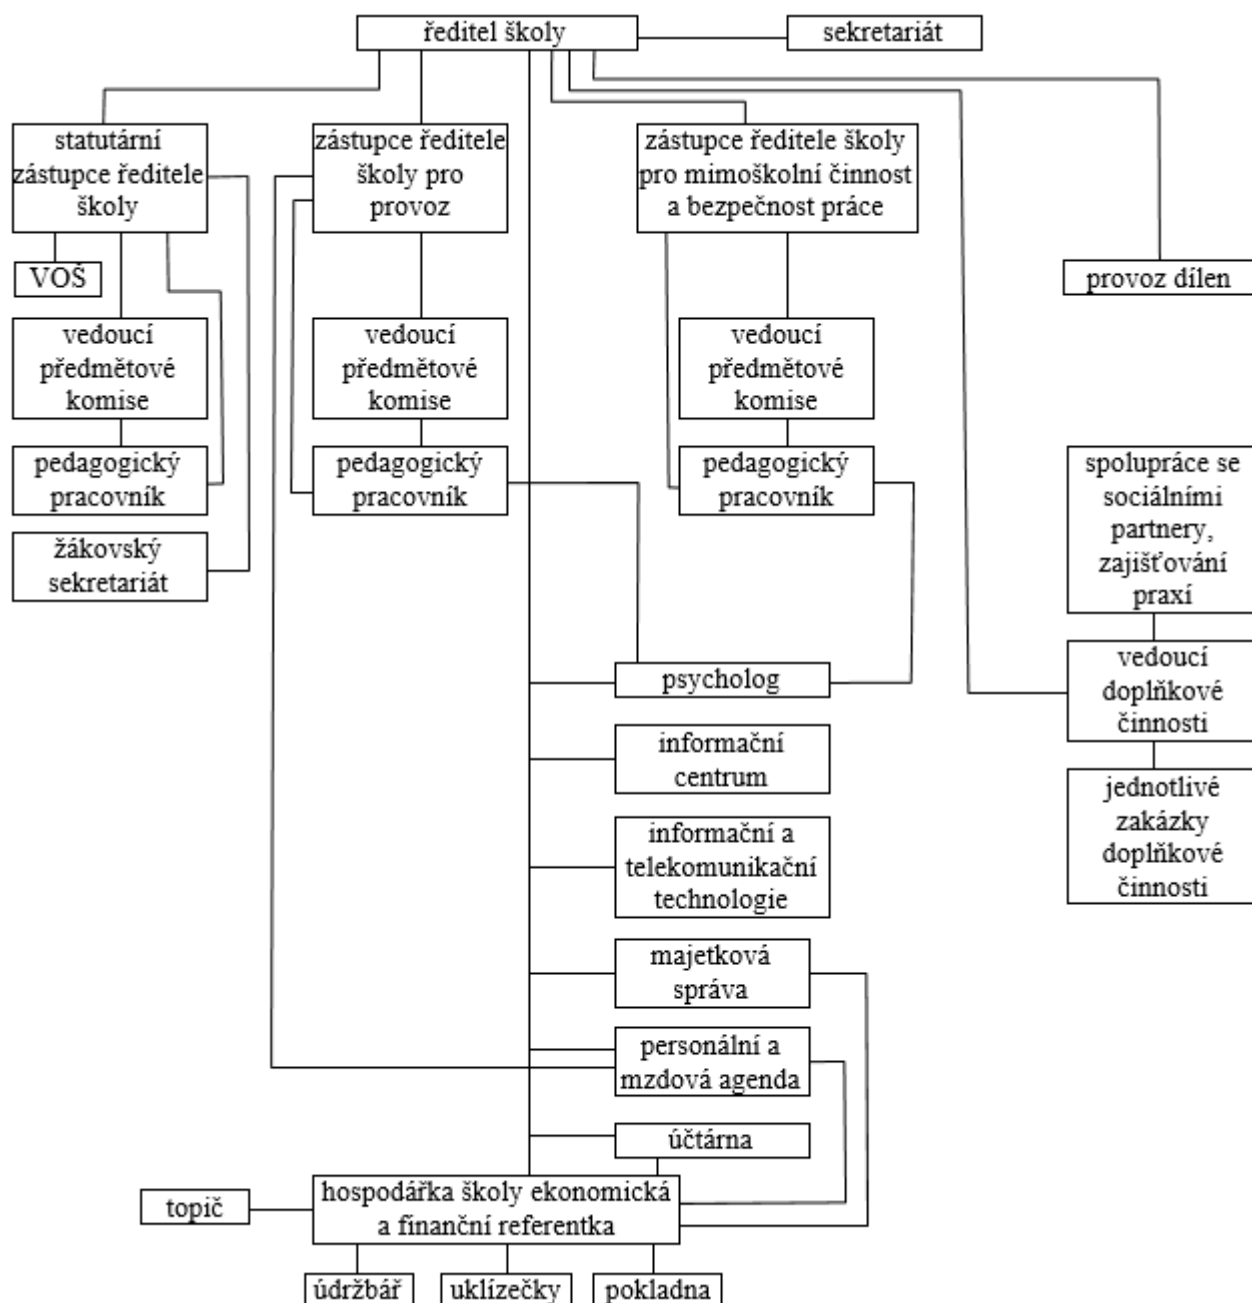 ředitel školy
sekretariát
statutární
zástupce ředitele
školy
zástupce ředitele
školy pro
provoz
zástupce ředitele školy
pro mimoškolní činnost
a bezpečnost práce
VOŠ
provoz dílen
vedoucí
předmětové
komise
vedoucí
předmětové
komise
vedoucí
předmětové
komise
pedagogický
pracovník
pedagogický
pracovník
pedagogický
pracovník
spolupráce se
sociálními
partnery,
zajišťování
praxí
žákovský
sekretariát
vedoucí
doplňkové
činnosti
psycholog
informační
centrum
jednotlivé
zakázky
doplňkové
činnosti
informační a
telekomunikační
technologie
majetková
správa
personální a
mzdová agenda
účtárna
hospodářka školy ekonomická
a finanční referentka
topič
údržbář
uklízečky
pokladna